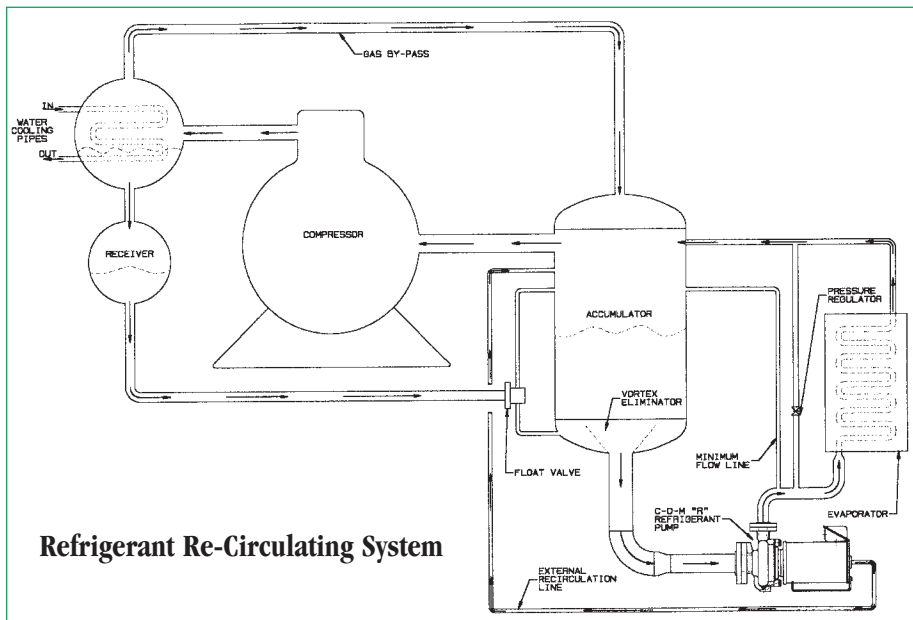 GAS BY-PASS
IN
WATER
COOLING
PIPES
OUT
COMPRESSOR
RECEIVER
PRESSURE
REGULATOR
ACCUMULATOR
VORTEX
ELIMINATOR
MINIMUM
FLOW LINE
FLOAT VALVE
EVAPORATOR
C-D-M "R"
REFRIGERANT
PUMP
Refrigerant Re-Circulating System
EXTERNAL
RECIRCULATION
LINE